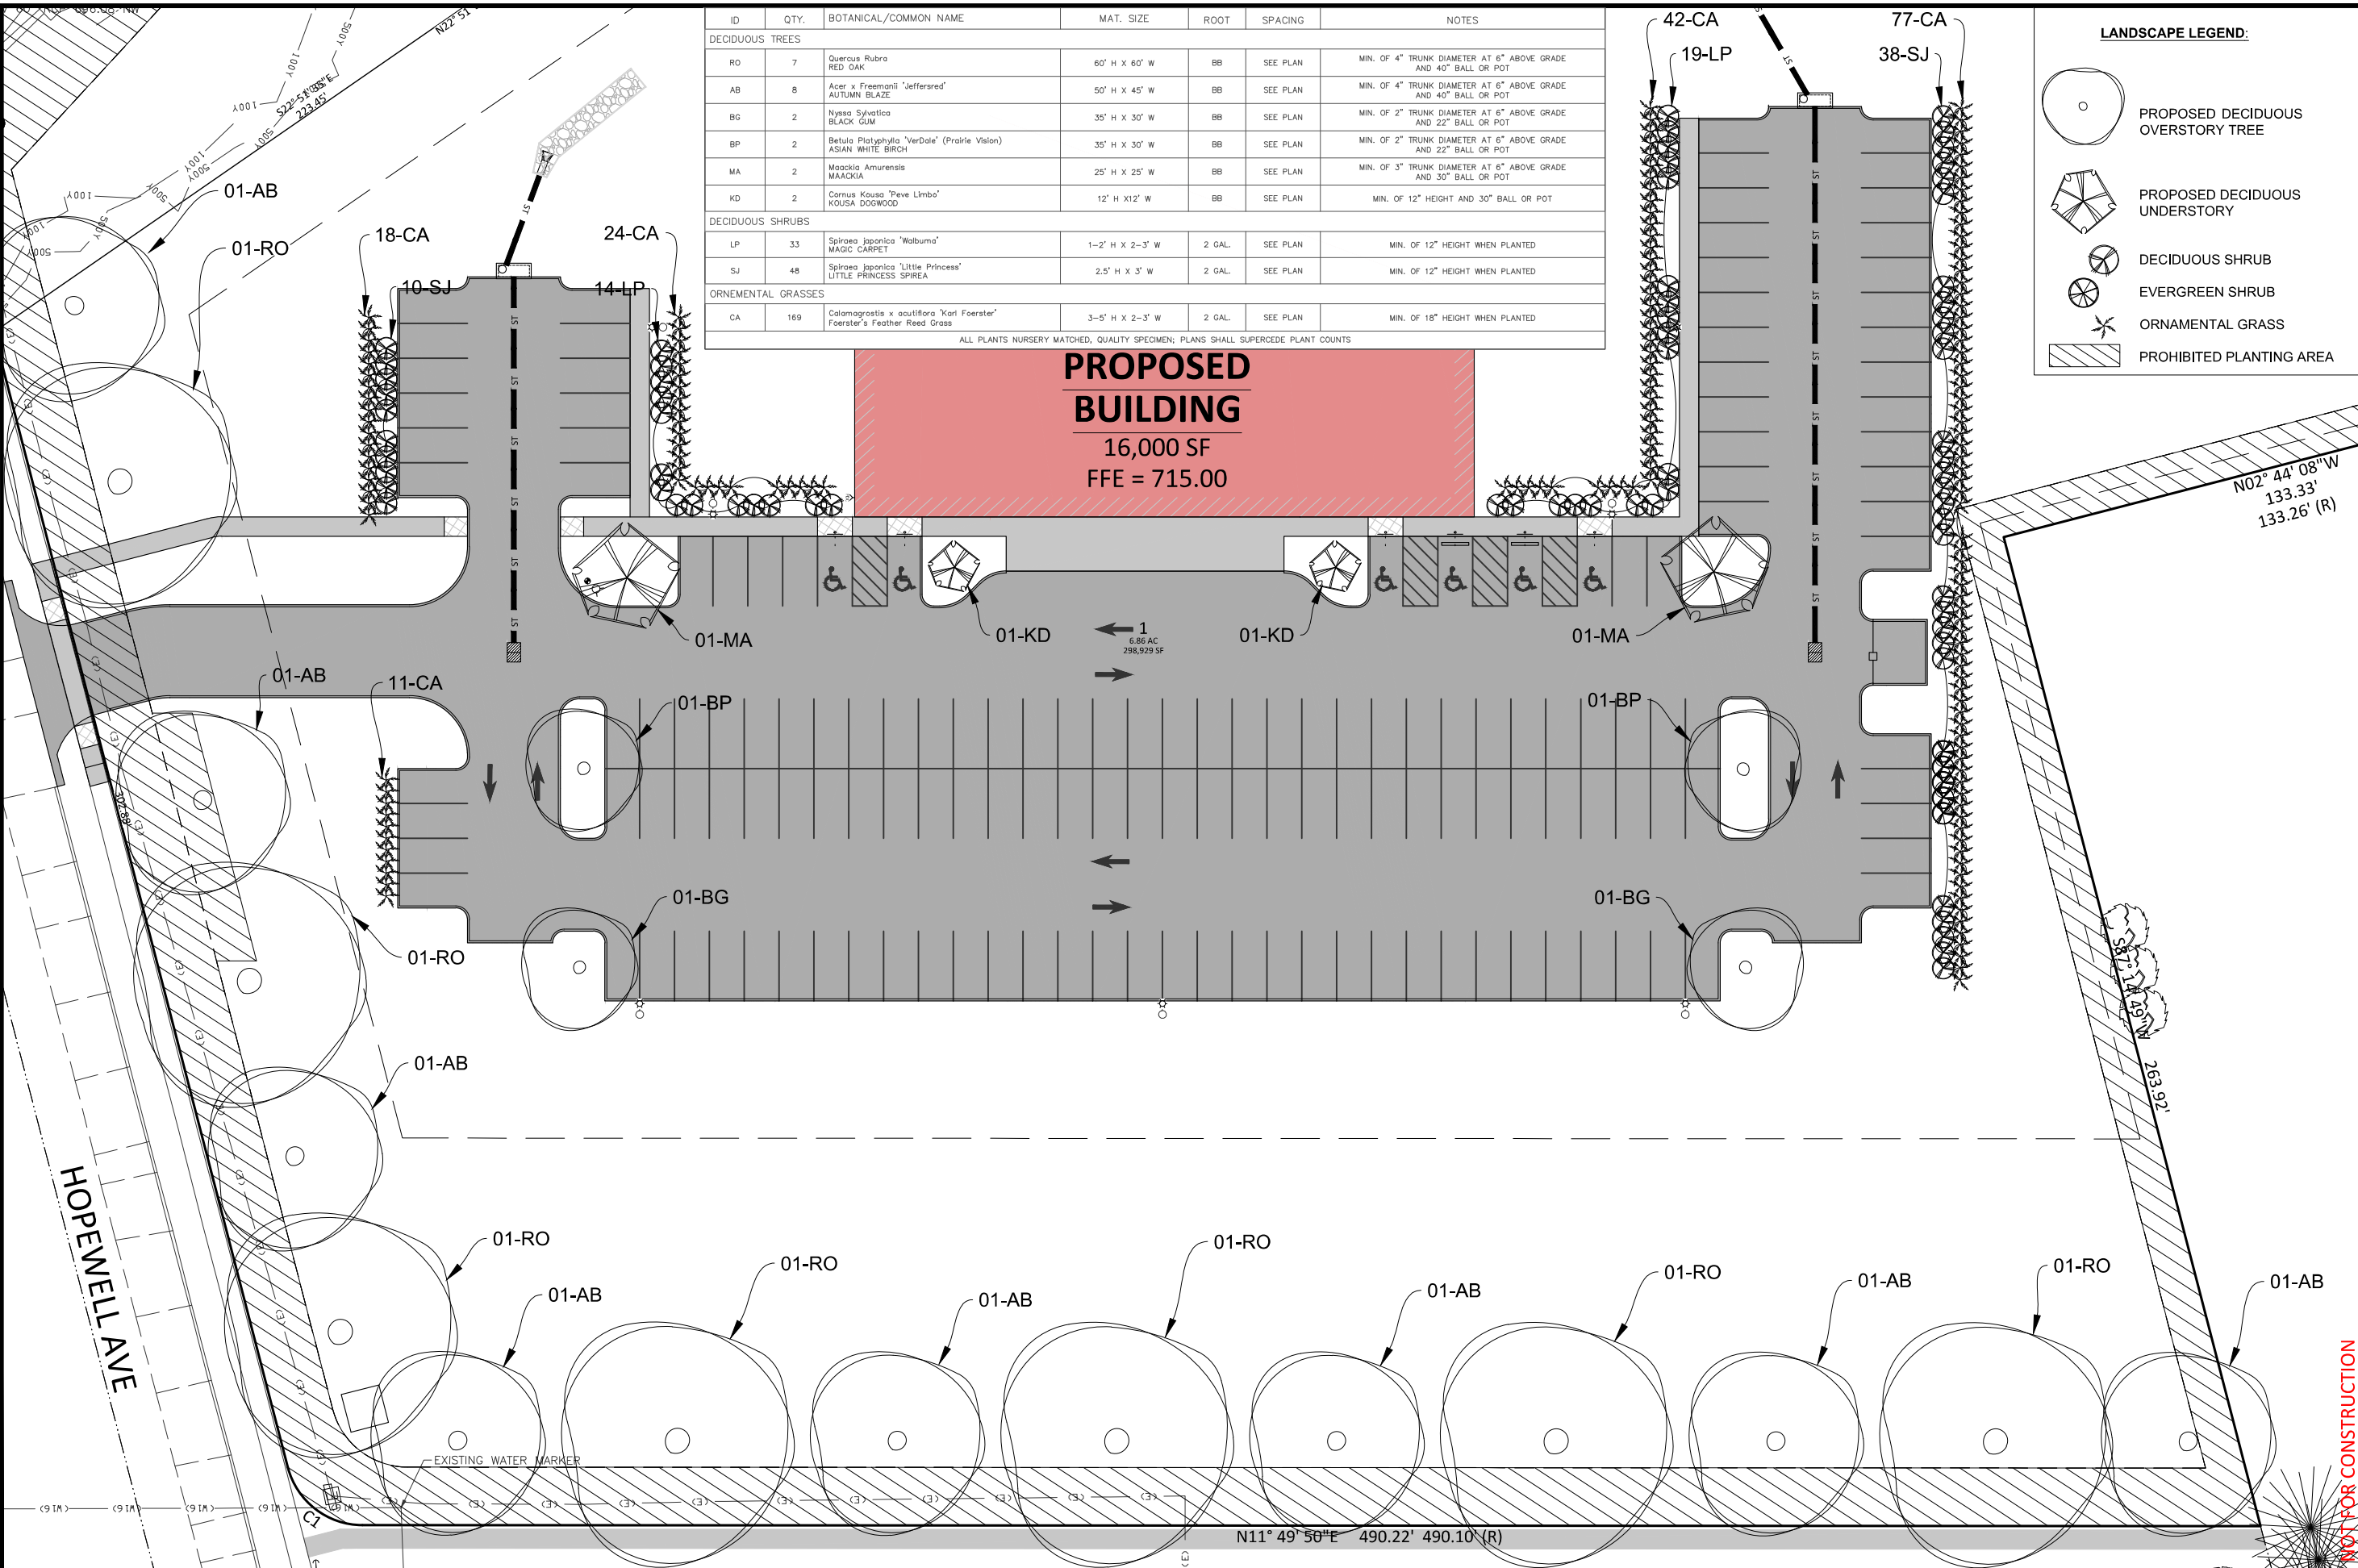 ID QTY. BOTANICAL/COMMON NAME MAT. SIZE ROOT SPACING NOTES
DECIDUOUS TREES
RO 7 Quercus Rubra RED OAK 60' H X 60' W BB SEE PLAN MIN. OF 4" TRUNK DIAMETER AT 6" ABOVE GRADE AND 40" BALL OR POT
AB 8 Acer x Freemanii 'Jeffersred' AUTUMN BLAZE 50' H X 45' W BB SEE PLAN MIN. OF 4" TRUNK DIAMETER AT 6" ABOVE GRADE AND 40" BALL OR POT
BG 2 Nyssa Sylvatica BLACK GUM 35' H X 30' W BB SEE PLAN MIN. OF 2" TRUNK DIAMETER AT 6" ABOVE GRADE AND 22" BALL OR POT
BP 2 Betula Platyphylla 'VerDale' (Prairie Vision) ASIAN WHITE BIRCH 35' H X 30' W BB SEE PLAN MIN. OF 2" TRUNK DIAMETER AT 6" ABOVE GRADE AND 22" BALL OR POT
MA 2 Maackia Amurensis MAACKIA 25' H X 25' W BB SEE PLAN MIN. OF 3" TRUNK DIAMETER AT 6" ABOVE GRADE AND 30" BALL OR POT
KD 2 Cornus Kousa 'Peve Limbo' KOUSA DOGWOOD 12' H X12' W BB SEE PLAN MIN. OF 12" HEIGHT AND 30" BALL OR POT
DECIDUOUS SHRUBS
LP 33 Spiraea japonica 'Walbuma' MAGIC CARPET 1-2' H X 2-3' W 2 GAL. SEE PLAN MIN. OF 12" HEIGHT WHEN PLANTED
SJ 48 Spiraea japonica 'Little Princess' LITTLE PRINCESS SPIREA 2.5' H X 3' W 2 GAL. SEE PLAN MIN. OF 12" HEIGHT WHEN PLANTED
ORNEMENTAL GRASSES
CA 169 Calamagrostis x acutiflora 'Karl Foerster' Foerster's Feather Reed Grass 3-5' H X 2-3' W 2 GAL. SEE PLAN MIN. OF 18" HEIGHT WHEN PLANTED
ALL PLANTS NURSERY MATCHED, QUALITY SPECIMEN; PLANS SHALL SUPERCEDE PLANT COUNTS
LANDSCAPE LEGEND:
PROPOSED DECIDUOUS
OVERSTORY TREE
PROPOSED DECIDUOUS
UNDERSTORY
DECIDUOUS SHRUB
EVERGREEN SHRUB
ORNAMENTAL GRASS
PROHIBITED PLANTING AREA
42-CA
19-LP
77-CA
38-SJ
N22° 51'
S22° 51' 35"E
223.45'
100Y
500Y
01-AB
01-RO
18-CA
24-CA
10-SJ
14-LP
ST
PROPOSED
BUILDING
16,000 SF
FFE = 715.00
N02° 44' 08"W
133.33'
133.26' (R)
01-MA
01-KD
1
6.86 AC
298,929 SF
01-KD
01-MA
01-AB
11-CA
01-BP
01-BP
302.88'
01-BG
01-BG
01-RO
S87° 14' 49"W 263.92'
01-AB
HOPEWELL AVE
01-RO
01-AB
01-RO
01-AB
01-RO
01-AB
01-RO
01-AB
01-RO
01-AB
EXISTING WATER MARKER
(W16)
(E)
C1
N11° 49' 50"E 490.22' 490.10' (R)
NOT FOR CONSTRUCTION